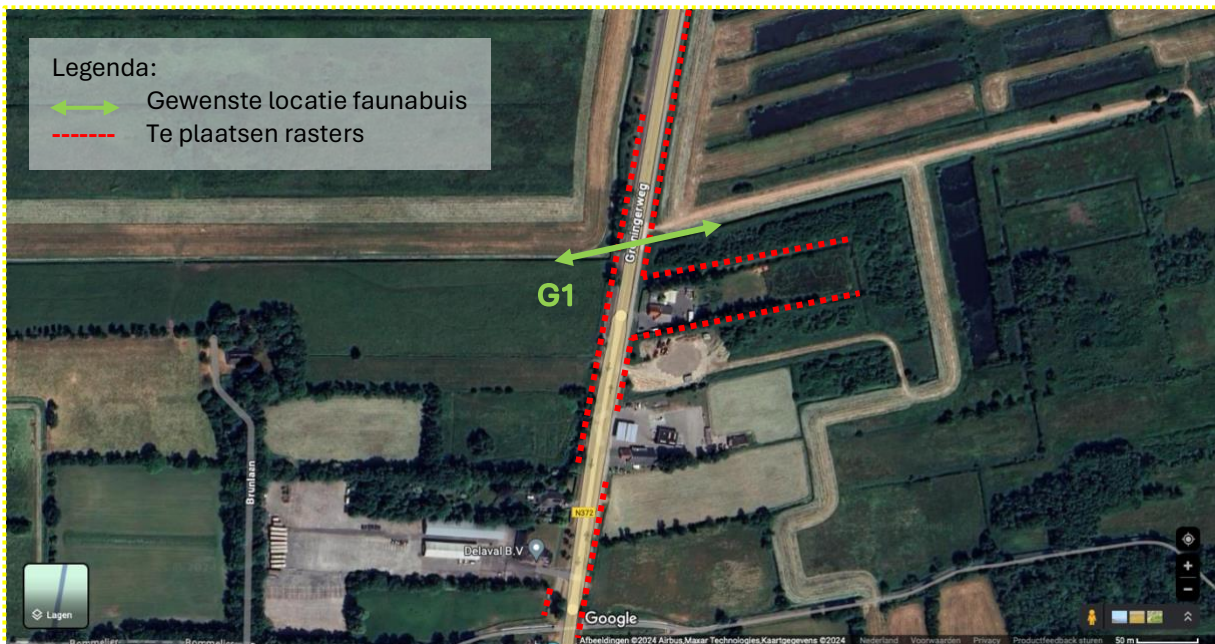 Legenda:
Gewenste locatie faunabuis
Te plaatsen rasters
Groningerweg
G1
Brunlaan
N372
Delaval B.V
Lagen
Google
Afbeeldingen ©2024 Airbus,Maxar Technologies,Kaartgegevens ©2024 Nederland Voorwaarden Privacy Productfeedback sturen 50 m